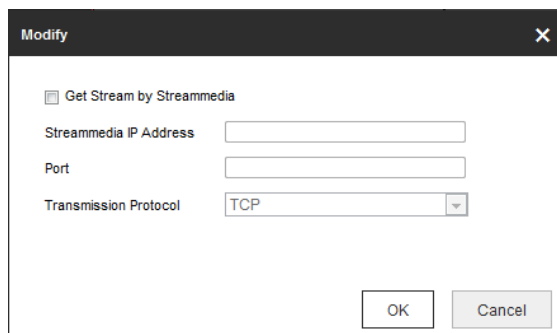 Modify
Get Stream by Streammedia
Streammedia IP Address
Port
Transmission Protocol TCP
OK Cancel